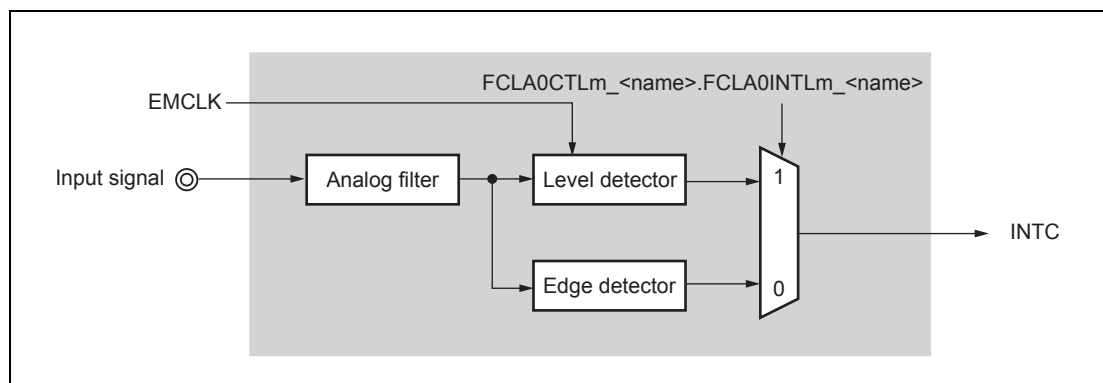 FCLA0CTLm_<name>.FCLA0INTLm_<name>
EMCLK
Input signal
Analog filter
Level detector
1
INTC
Edge detector
0